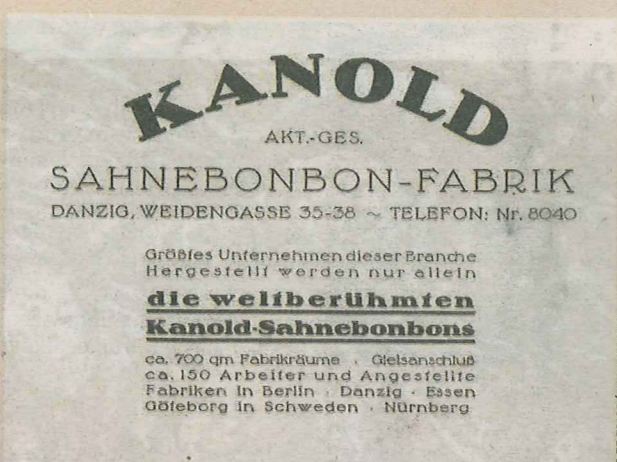 KANOLD
AKT.-GES.
SAHNEBONBON-FABRIK
DANZIG, WEIDENGASSE 35-38 ~ TELEFON: Nr. 8040
Größtes Unternehmen dieser Branche
Hergestellt werden nur allein
die weltberühmten
Kanold-Sahnebonbons
ca. 700 qm Fabrikräume · Gleisanschluß
ca. 150 Arbeiter und Angestellte
Fabriken in Berlin · Danzig · Essen
Göteborg in Schweden · Nürnberg